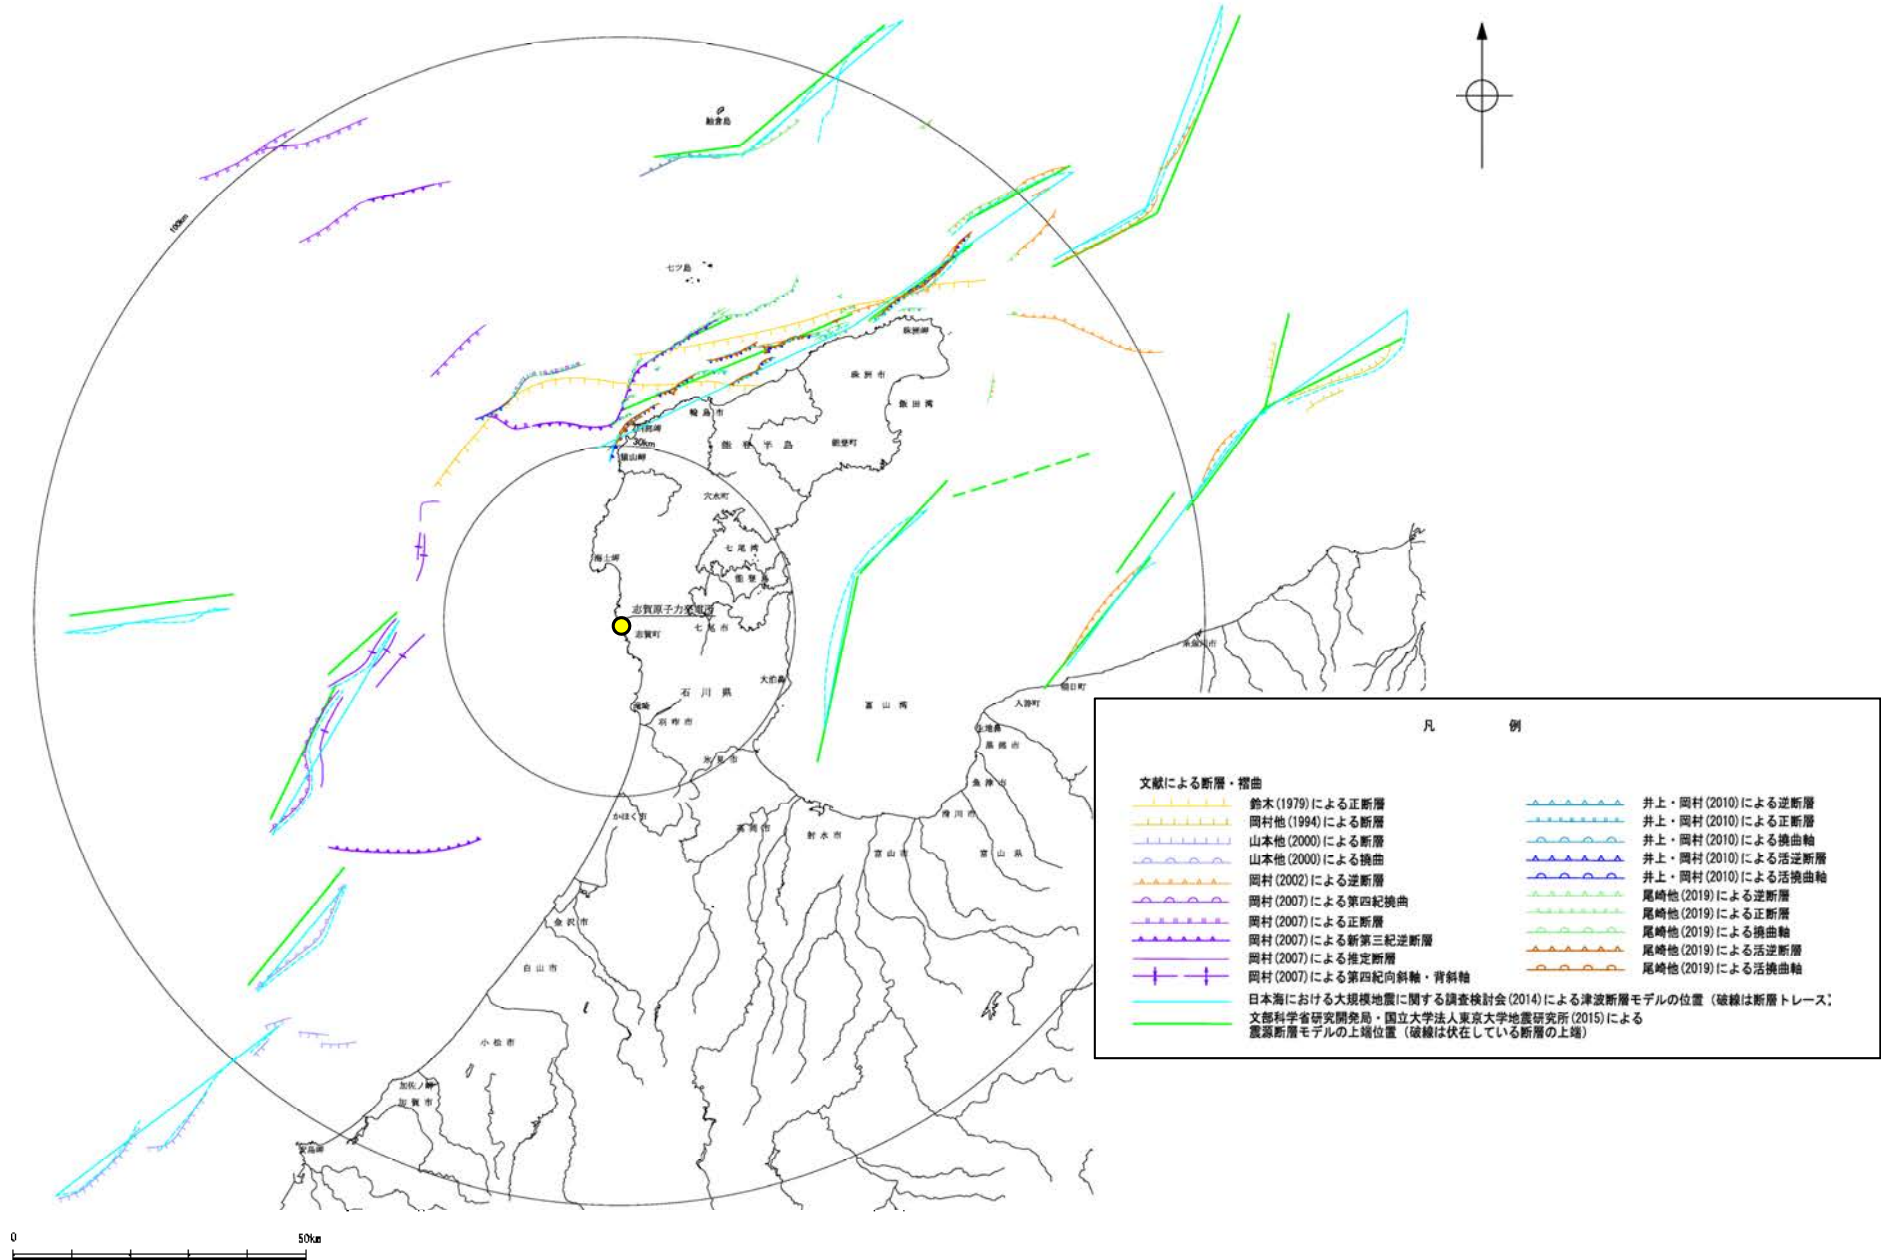 舳倉島
100km
七ツ島
珠洲岬
珠洲市
飯田湾
輪島市
能登半島
能登町
30km
猿山岬
穴水町
七尾湾
海士岬
能登島
志賀原子力発電所
志賀町
七尾市
糸魚川市
石川県
大泊鼻
朝日町
滝崎
富山湾
入善町
羽咋市
生地鼻
黒部市
氷見市
魚津市
かほく市
高岡市
射水市
滑川市
富山市
富山県
金沢市
白山市
小松市
加佐ノ岬
加賀市
安島岬
0
50km
凡 例
文献による断層・褶曲
鈴木(1979)による正断層
岡村他(1994)による断層
山本他(2000)による断層
山本他(2000)による撓曲
岡村(2002)による逆断層
岡村(2007)による第四紀撓曲
岡村(2007)による正断層
岡村(2007)による新第三紀逆断層
岡村(2007)による推定断層
岡村(2007)による第四紀向斜軸・背斜軸
井上・岡村(2010)による逆断層
井上・岡村(2010)による正断層
井上・岡村(2010)による撓曲軸
井上・岡村(2010)による活逆断層
井上・岡村(2010)による活撓曲軸
尾崎他(2019)による逆断層
尾崎他(2019)による正断層
尾崎他(2019)による撓曲軸
尾崎他(2019)による活逆断層
尾崎他(2019)による活撓曲軸
日本海における大規模地震に関する調査検討会(2014)による津波断層モデルの位置（破線は断層トレース）
文部科学省研究開発局・国立大学法人東京大学地震研究所(2015)による
震源断層モデルの上端位置（破線は伏在している断層の上端）